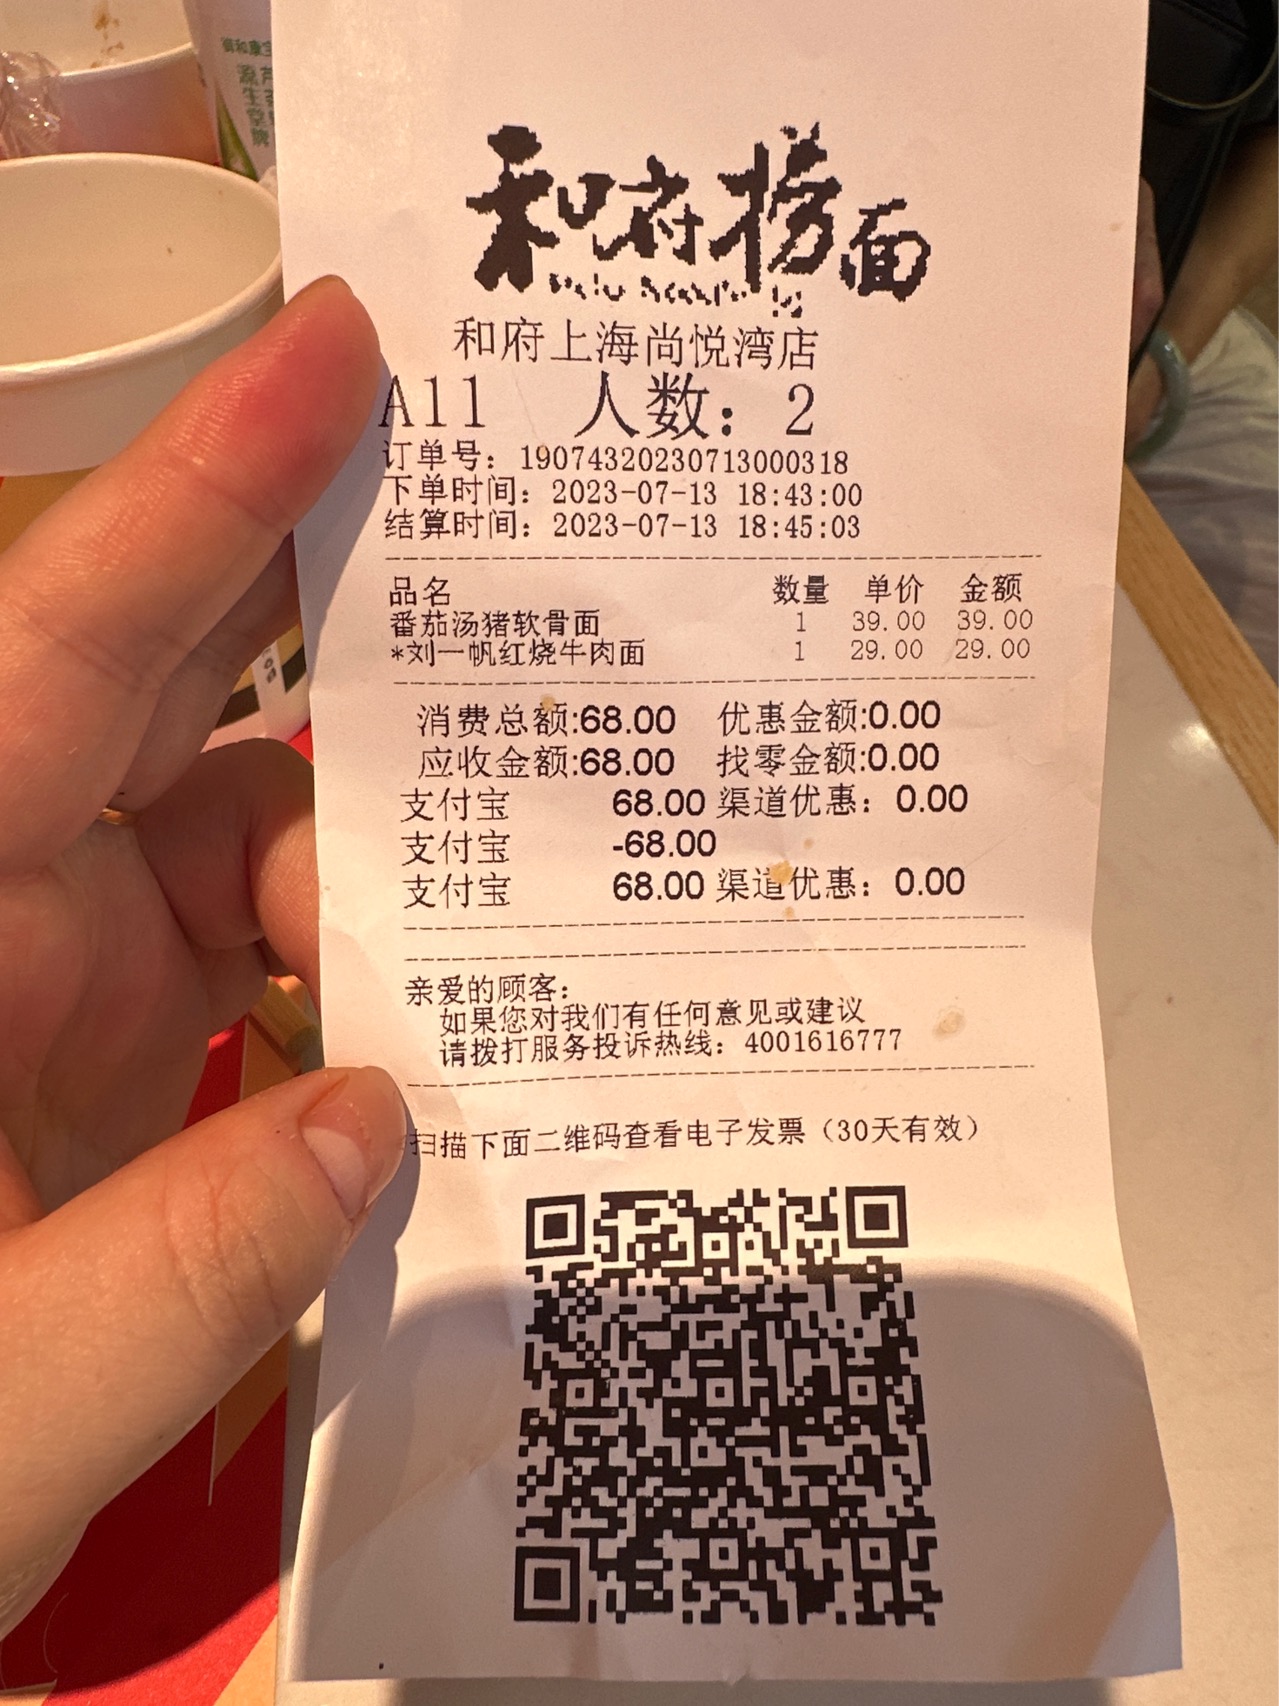 御和康宝
源生堂牌
和府捞面
和府上海尚悦湾店
A11 人数：2
订单号：19074320230713000318
下单时间：2023-07-13 18:43:00
结算时间：2023-07-13 18:45:03
品名 数量 单价 金额
番茄汤猪软骨面 1 39.00 39.00
*刘一帆红烧牛肉面 1 29.00 29.00
消费总额:68.00 优惠金额:0.00
应收金额:68.00 找零金额:0.00
支付宝 68.00 渠道优惠：0.00
支付宝 -68.00
支付宝 68.00 渠道优惠：0.00
亲爱的顾客：
如果您对我们有任何意见或建议
请拨打服务投诉热线：4001616777
扫描下面二维码查看电子发票（30天有效）